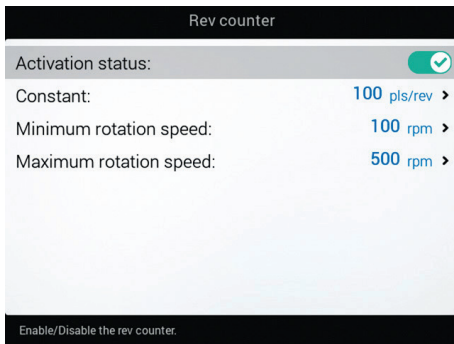 Rev counter
Activation status:
Constant: 100 pls/rev >
Minimum rotation speed: 100 rpm >
Maximum rotation speed: 500 rpm >
Enable/Disable the rev counter.